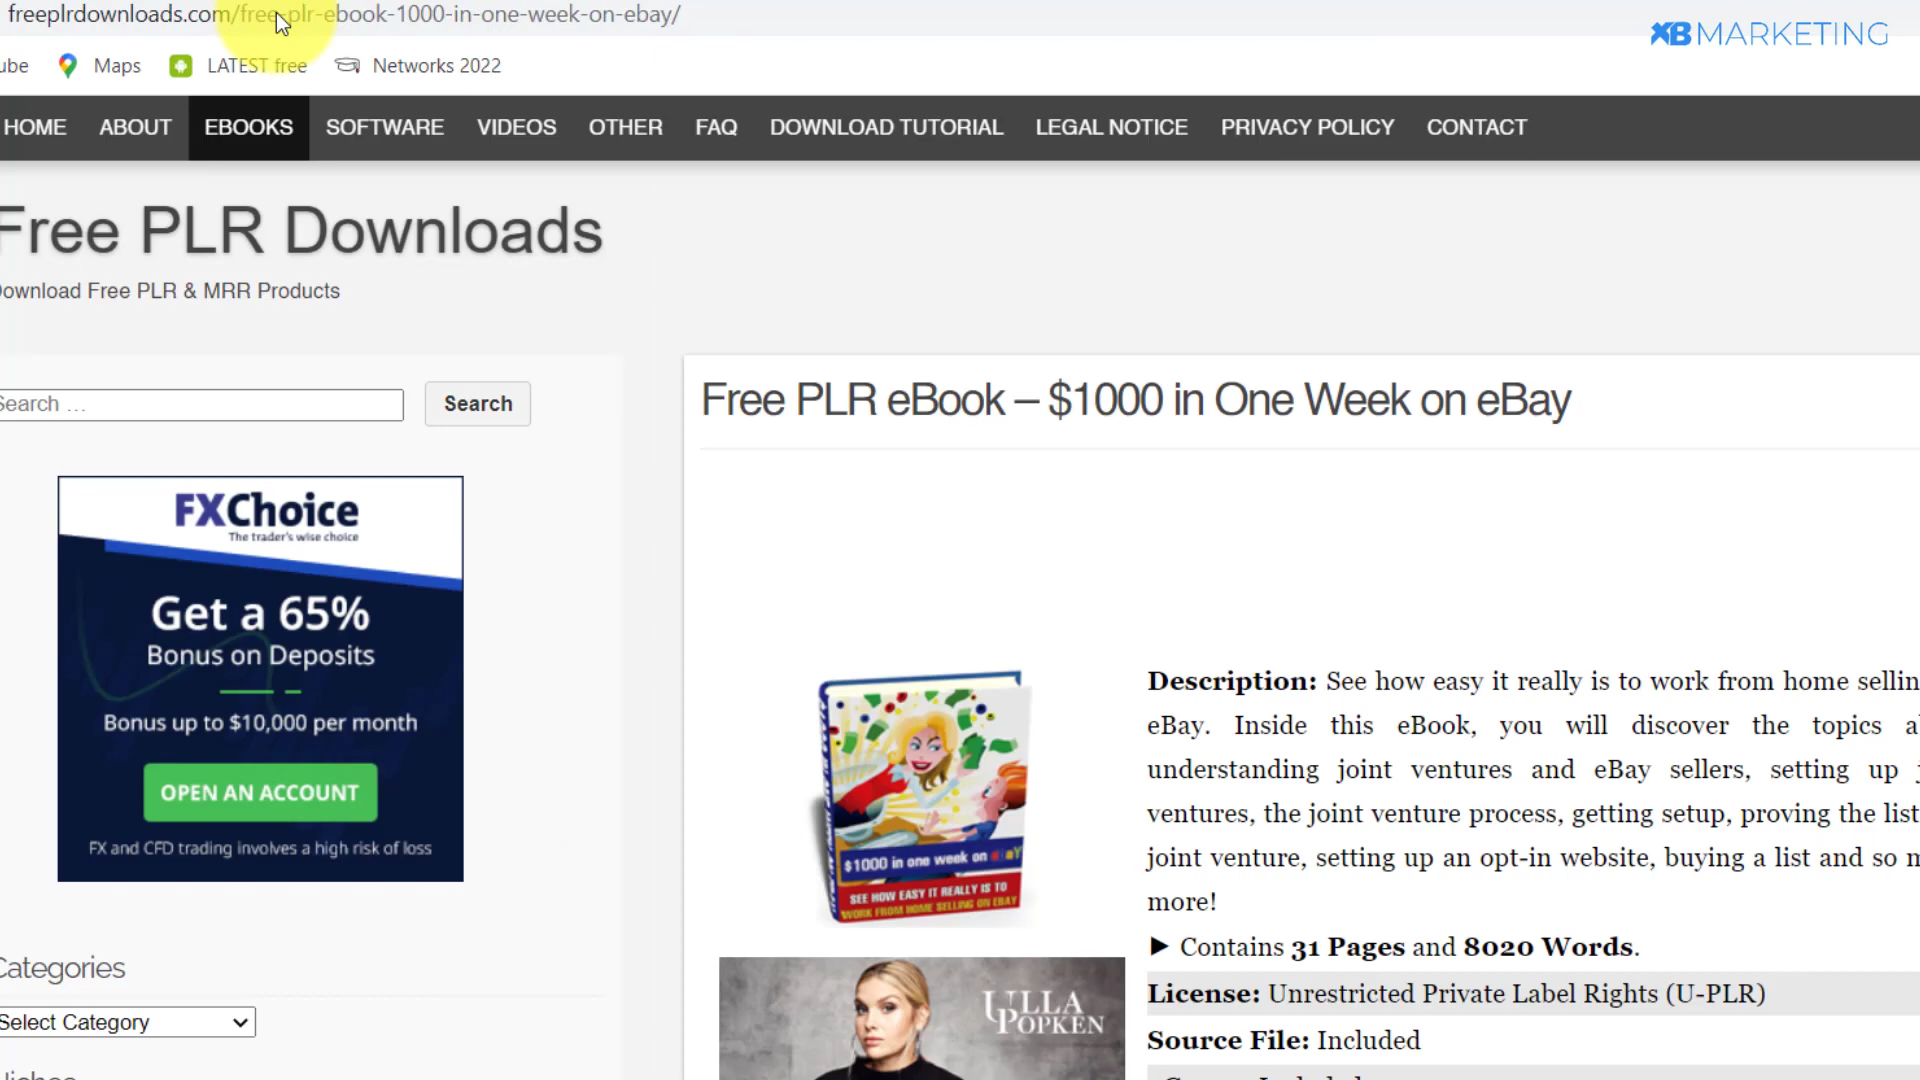 freeplrdownloads.com/free-plr-ebook-1000-in-one-week-on-ebay/
XB MARKETING
ube Maps LATEST free Networks 2022
HOME ABOUT EBOOKS SOFTWARE VIDEOS OTHER FAQ DOWNLOAD TUTORIAL LEGAL NOTICE PRIVACY POLICY CONTACT
Free PLR Downloads
Download Free PLR & MRR Products
Search … Search
FXChoice
The trader's wise choice
Get a 65%
Bonus on Deposits
Bonus up to $10,000 per month
OPEN AN ACCOUNT
FX and CFD trading involves a high risk of loss
Categories
Select Category
Free PLR eBook – $1000 in One Week on eBay
$1000 in one week on eBaY
SEE HOW EASY IT REALLY IS TO
WORK FROM HOME SELLING ON EBAY
ULLA
POPKEN
Description: See how easy it really is to work from home sellin
eBay. Inside this eBook, you will discover the topics a
understanding joint ventures and eBay sellers, setting up j
ventures, the joint venture process, getting setup, proving the list
joint venture, setting up an opt-in website, buying a list and so m
more!
► Contains 31 Pages and 8020 Words.
License: Unrestricted Private Label Rights (U-PLR)
Source File: Included